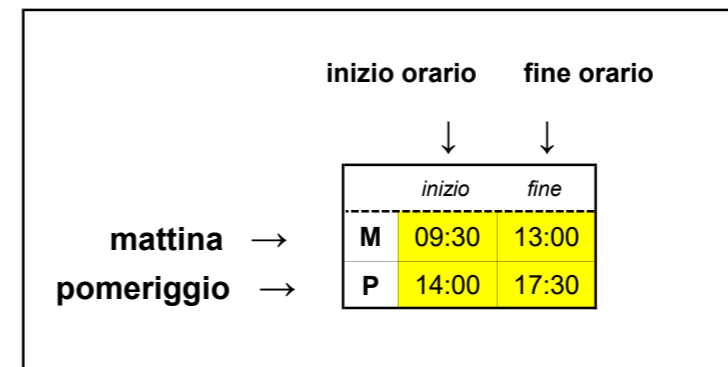 inizio orario fine orario
↓ ↓
inizio fine
mattina → M 09:30 13:00
pomeriggio → P 14:00 17:30